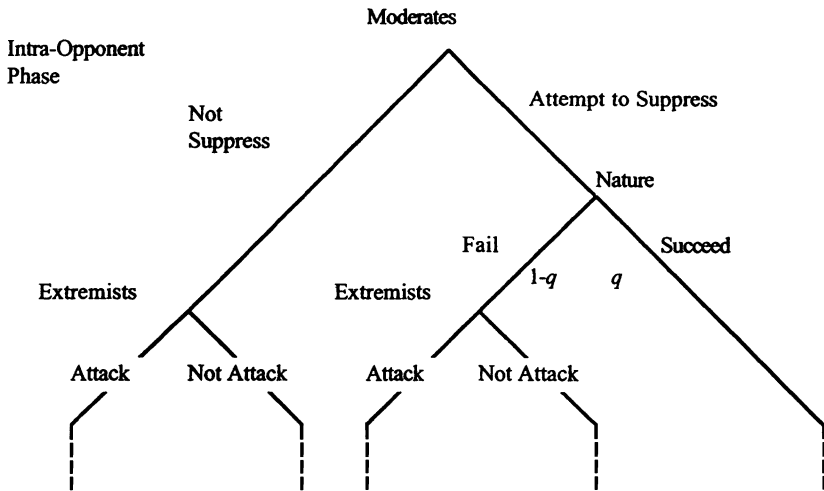 Moderates
Intra-Opponent
Phase
Attempt to Suppress
Not
Suppress
Nature
Fail
Succeed
1-q
q
Extremists
Extremists
Attack
Not Attack
Attack
Not Attack